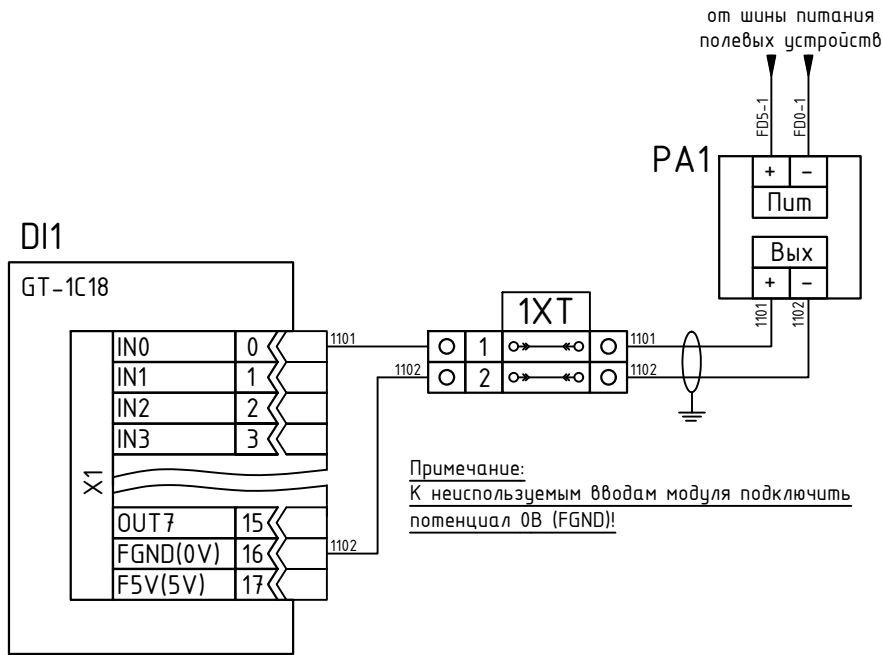 от шины питания
полевых устройств
FD5-1
FD0-1
PA1
+ -
Пит
Вых
+ -
1101
1102
DI1
GT-1C18
X1
IN0 0 1101
IN1 1
IN2 2
IN3 3
OUT7 15
FGND(0V) 16 1102
F5V(5V) 17
1XT
1 1101
1102 2 1102
Примечание:
К неиспользуемым вводам модуля подключить
потенциал 0В (FGND)!